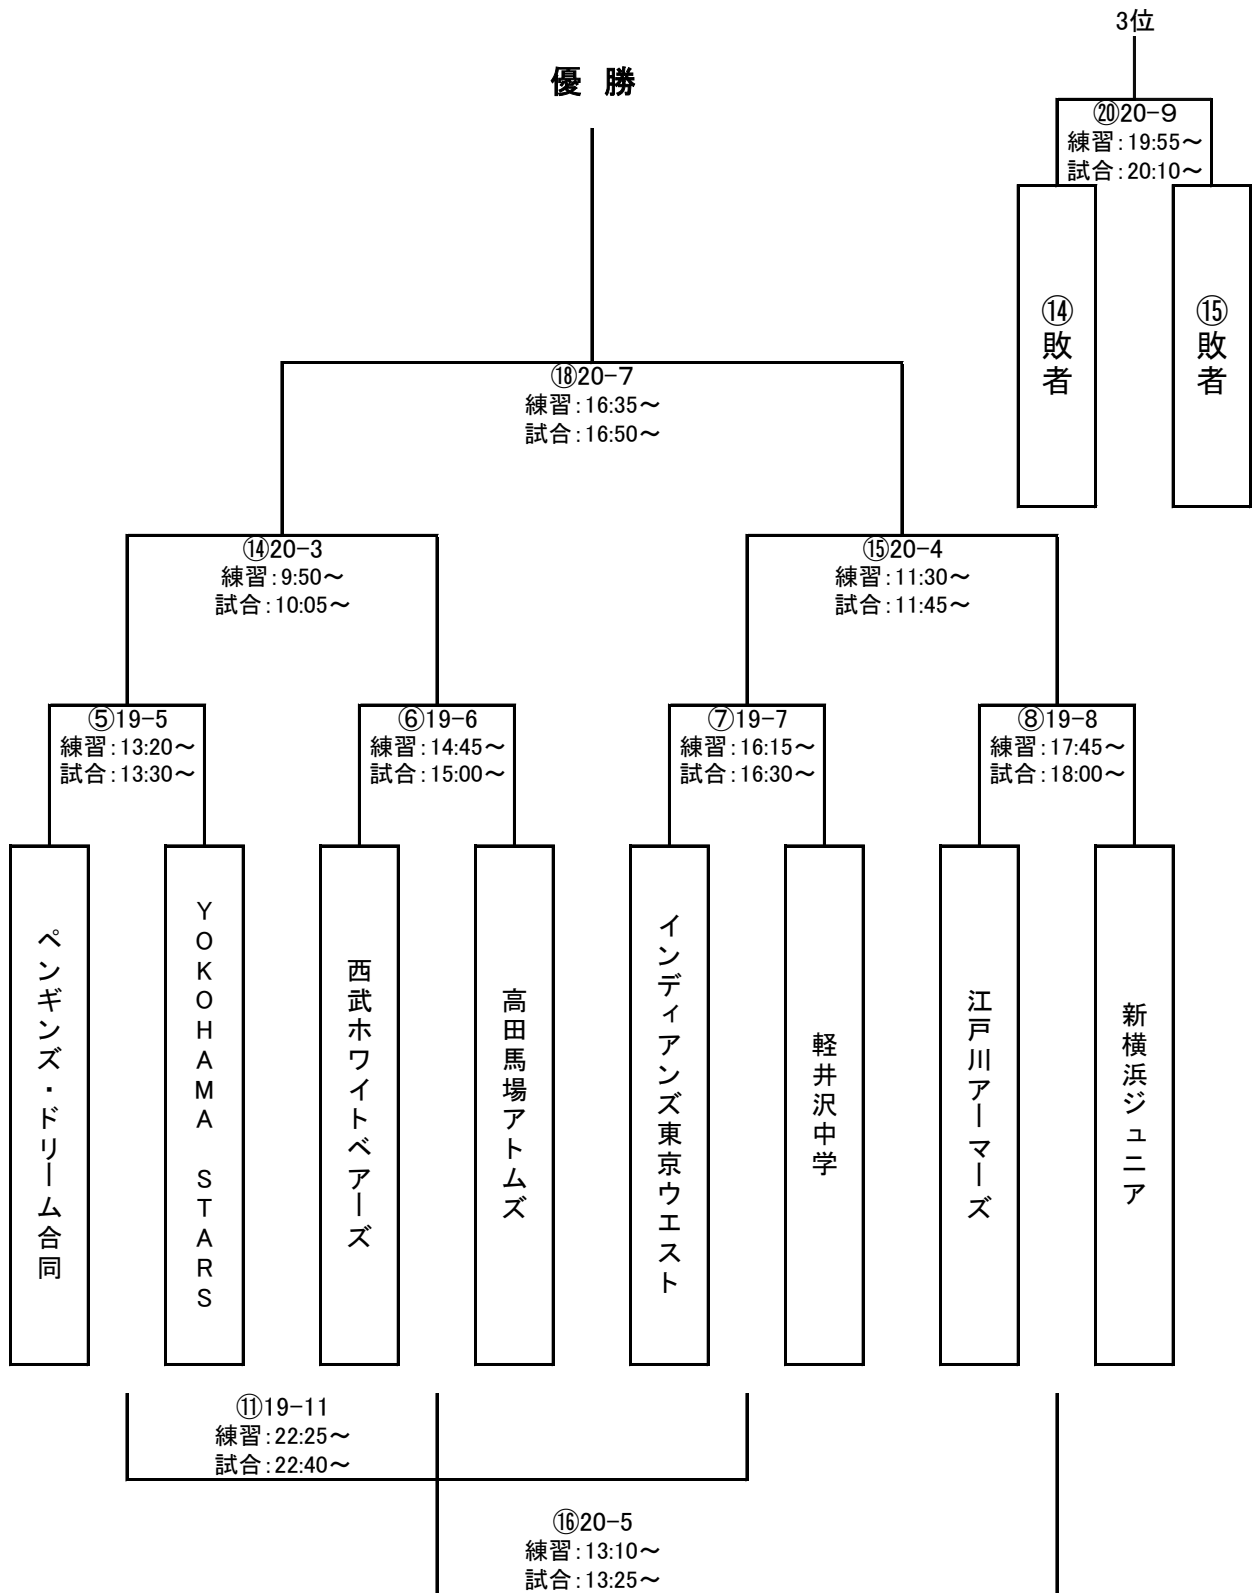 3位
優 勝
⑳20-9
練習:19:55~
試合:20:10~
⑭敗者
⑮敗者
⑱20-7
練習:16:35~
試合:16:50~
⑭20-3
練習:9:50~
試合:10:05~
⑮20-4
練習:11:30~
試合:11:45~
⑤19-5
練習:13:20~
試合:13:30~
⑥19-6
練習:14:45~
試合:15:00~
⑦19-7
練習:16:15~
試合:16:30~
⑧19-8
練習:17:45~
試合:18:00~
ペンギンズ・ドリーム合同
YOKOHAMA STARS
西武ホワイトベアーズ
高田馬場アトムズ
インディアンズ東京ウエスト
軽井沢中学
江戸川アーマーズ
新横浜ジュニア
⑪19-11
練習:22:25~
試合:22:40~
⑯20-5
練習:13:10~
試合:13:25~